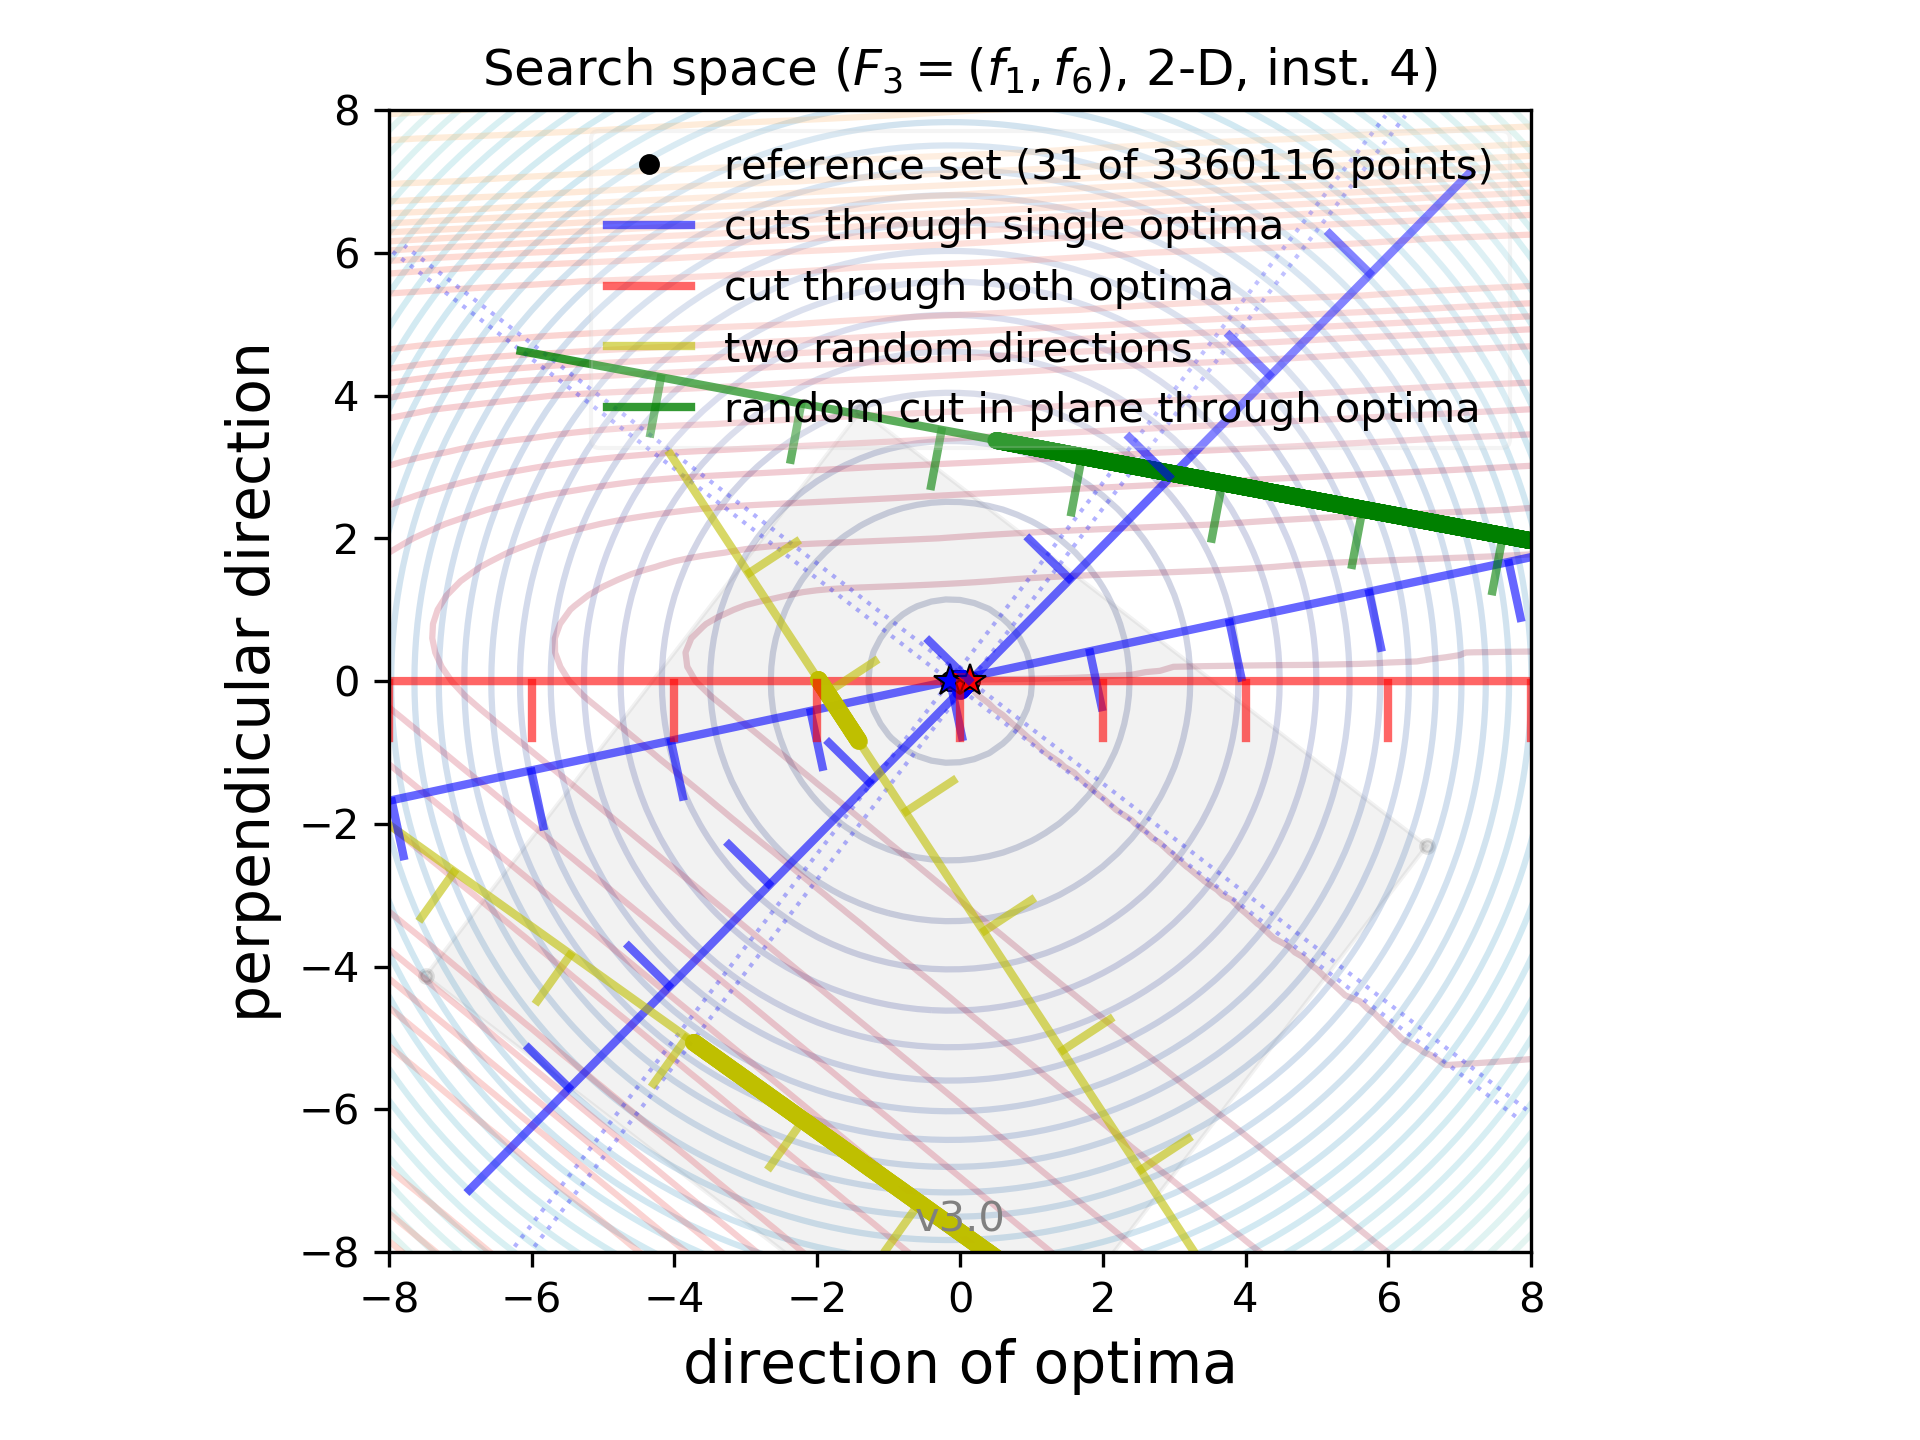 Search space (F₃ = (f₁, f₆), 2-D, inst. 4)
reference set (31 of 3360116 points)
cuts through single optima
cut through both optima
two random directions
random cut in plane through optima
8
6
4
2
0
−2
−4
−6
−8
perpendicular direction
v3.0
−8 −6 −4 −2 0 2 4 6 8
direction of optima